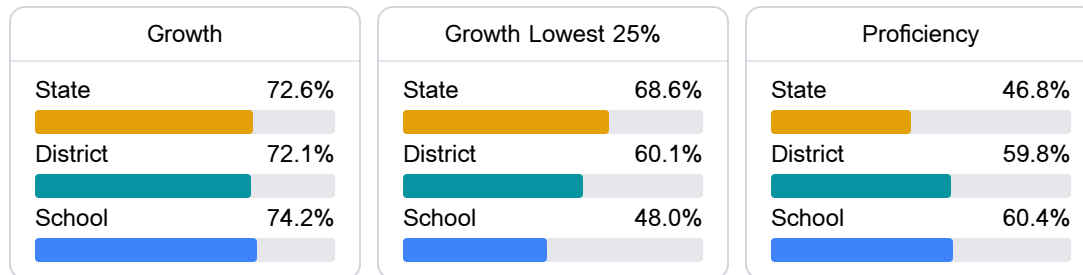 Growth
State 72.6%
District 72.1%
School 74.2%
Growth Lowest 25%
State 68.6%
District 60.1%
School 48.0%
Proficiency
State 46.8%
District 59.8%
School 60.4%